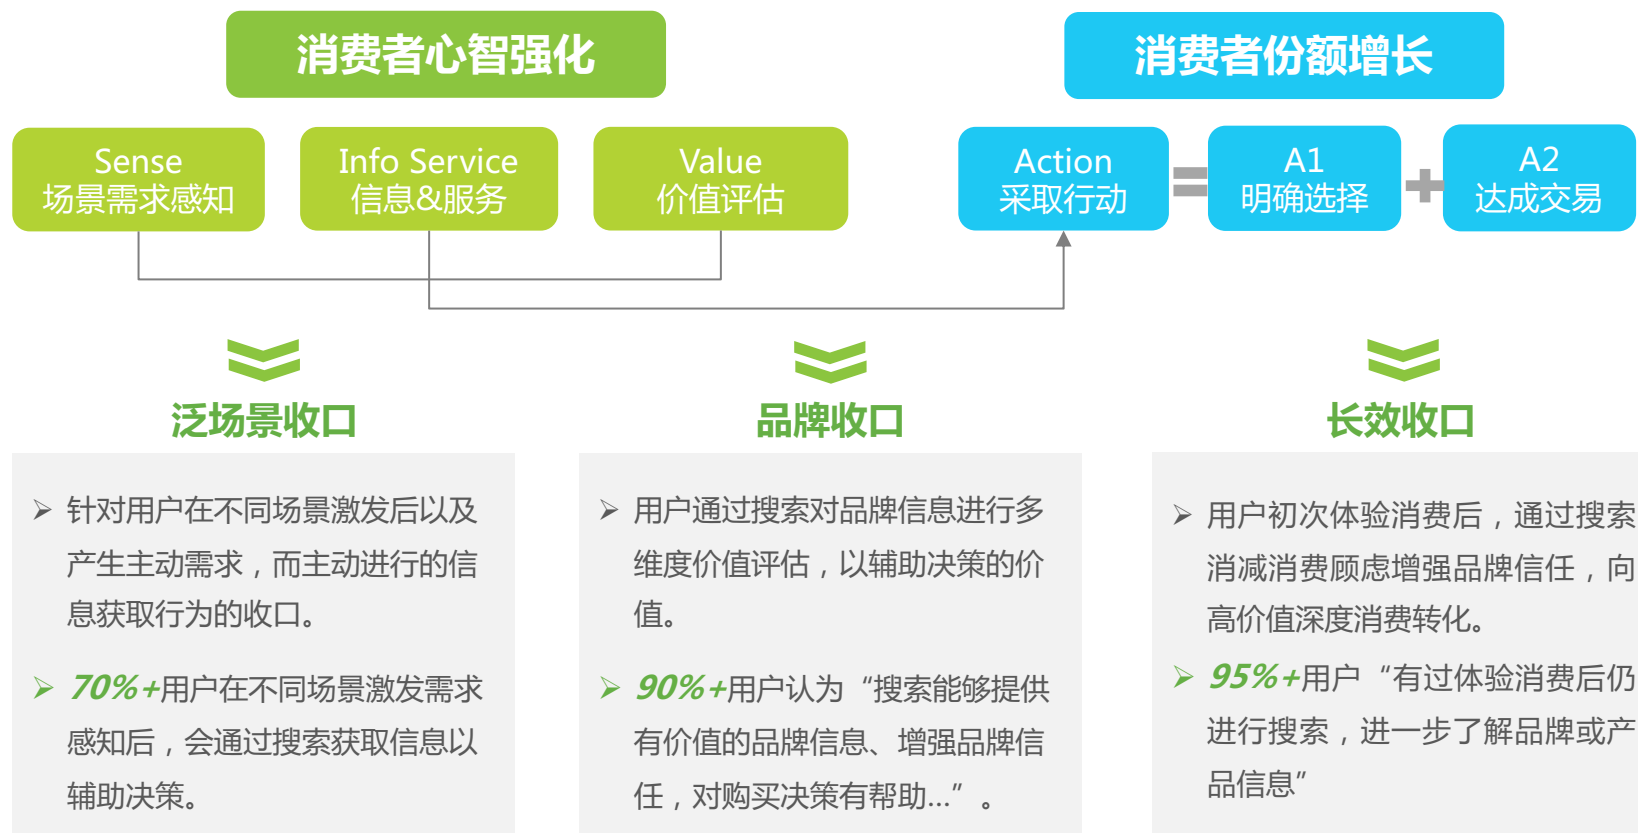 消费者心智强化
消费者份额增长
Sense
场景需求感知
Info Service
信息&服务
Value
价值评估
Action
采取行动
A1
明确选择
A2
达成交易
泛场景收口
针对用户在不同场景激发后以及
产生主动需求，而主动进行的信
息获取行为的收口。
70%+用户在不同场景激发需求
感知后，会通过搜索获取信息以
辅助决策。
品牌收口
用户通过搜索对品牌信息进行多
维度价值评估，以辅助决策的价
值。
90%+用户认为“搜索能够提供
有价值的品牌信息、增强品牌信
任，对购买决策有帮助...”。
长效收口
用户初次体验消费后，通过搜索
消减消费顾虑增强品牌信任，向
高价值深度消费转化。
95%+用户“有过体验消费后仍
进行搜索，进一步了解品牌或产
品信息”